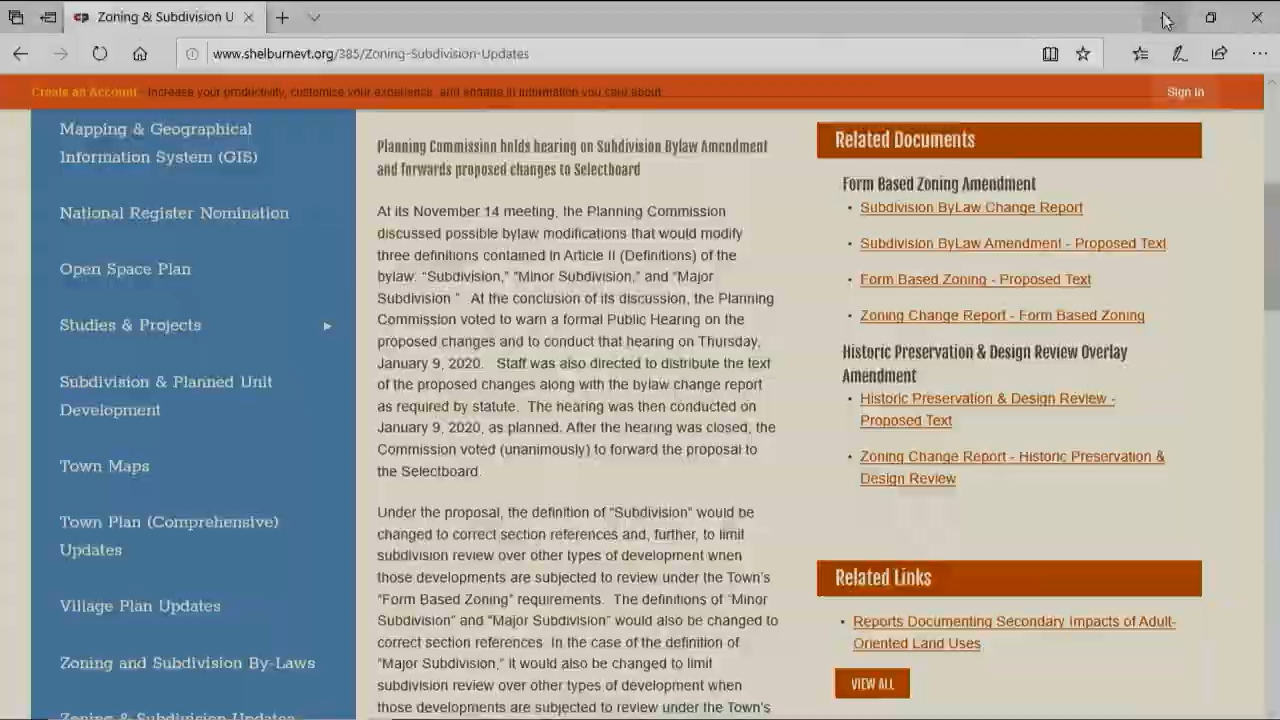 Zoning & Subdivision U
www.shelburnevt.org/385/Zoning-Subdivision-Updates
Create an Account - Increase your productivity, customize your experience, and engage in information you care about.
Sign In
Mapping & Geographical
Information System (GIS)
National Register Nomination
Open Space Plan
Studies & Projects
Subdivision & Planned Unit
Development
Town Maps
Town Plan (Comprehensive)
Updates
Village Plan Updates
Zoning and Subdivision By-Laws
Zoning & Subdivision Updates
Planning Commission holds hearing on Subdivision Bylaw Amendment
and forwards proposed changes to Selectboard
At its November 14 meeting, the Planning Commission
discussed possible bylaw modifications that would modify
three definitions contained in Article II (Definitions) of the
bylaw: “Subdivision,” “Minor Subdivision,” and “Major
Subdivision.”  At the conclusion of its discussion, the Planning
Commission voted to warn a formal Public Hearing on the
proposed changes and to conduct that hearing on Thursday,
January 9, 2020.  Staff was also directed to distribute the text
of the proposed changes along with the bylaw change report
as required by statute.  The hearing was then conducted on
January 9, 2020, as planned. After the hearing was closed, the
Commission voted (unanimously) to forward the proposal to
the Selectboard.
Under the proposal, the definition of “Subdivision” would be
changed to correct section references and, further, to limit
subdivision review over other types of development when
those developments are subjected to review under the Town’s
“Form Based Zoning” requirements.  The definitions of “Minor
Subdivision” and “Major Subdivision” would also be changed to
correct section references. In the case of the definition of
“Major Subdivision,” it would also be changed to limit
subdivision review over other types of development when
those developments are subjected to review under the Town’s
Related Documents
Form Based Zoning Amendment
• Subdivision ByLaw Change Report
• Subdivision ByLaw Amendment - Proposed Text
• Form Based Zoning - Proposed Text
• Zoning Change Report - Form Based Zoning
Historic Preservation & Design Review Overlay
Amendment
• Historic Preservation & Design Review -
Proposed Text
• Zoning Change Report - Historic Preservation &
Design Review
Related Links
• Reports Documenting Secondary Impacts of Adult-
Oriented Land Uses
VIEW ALL